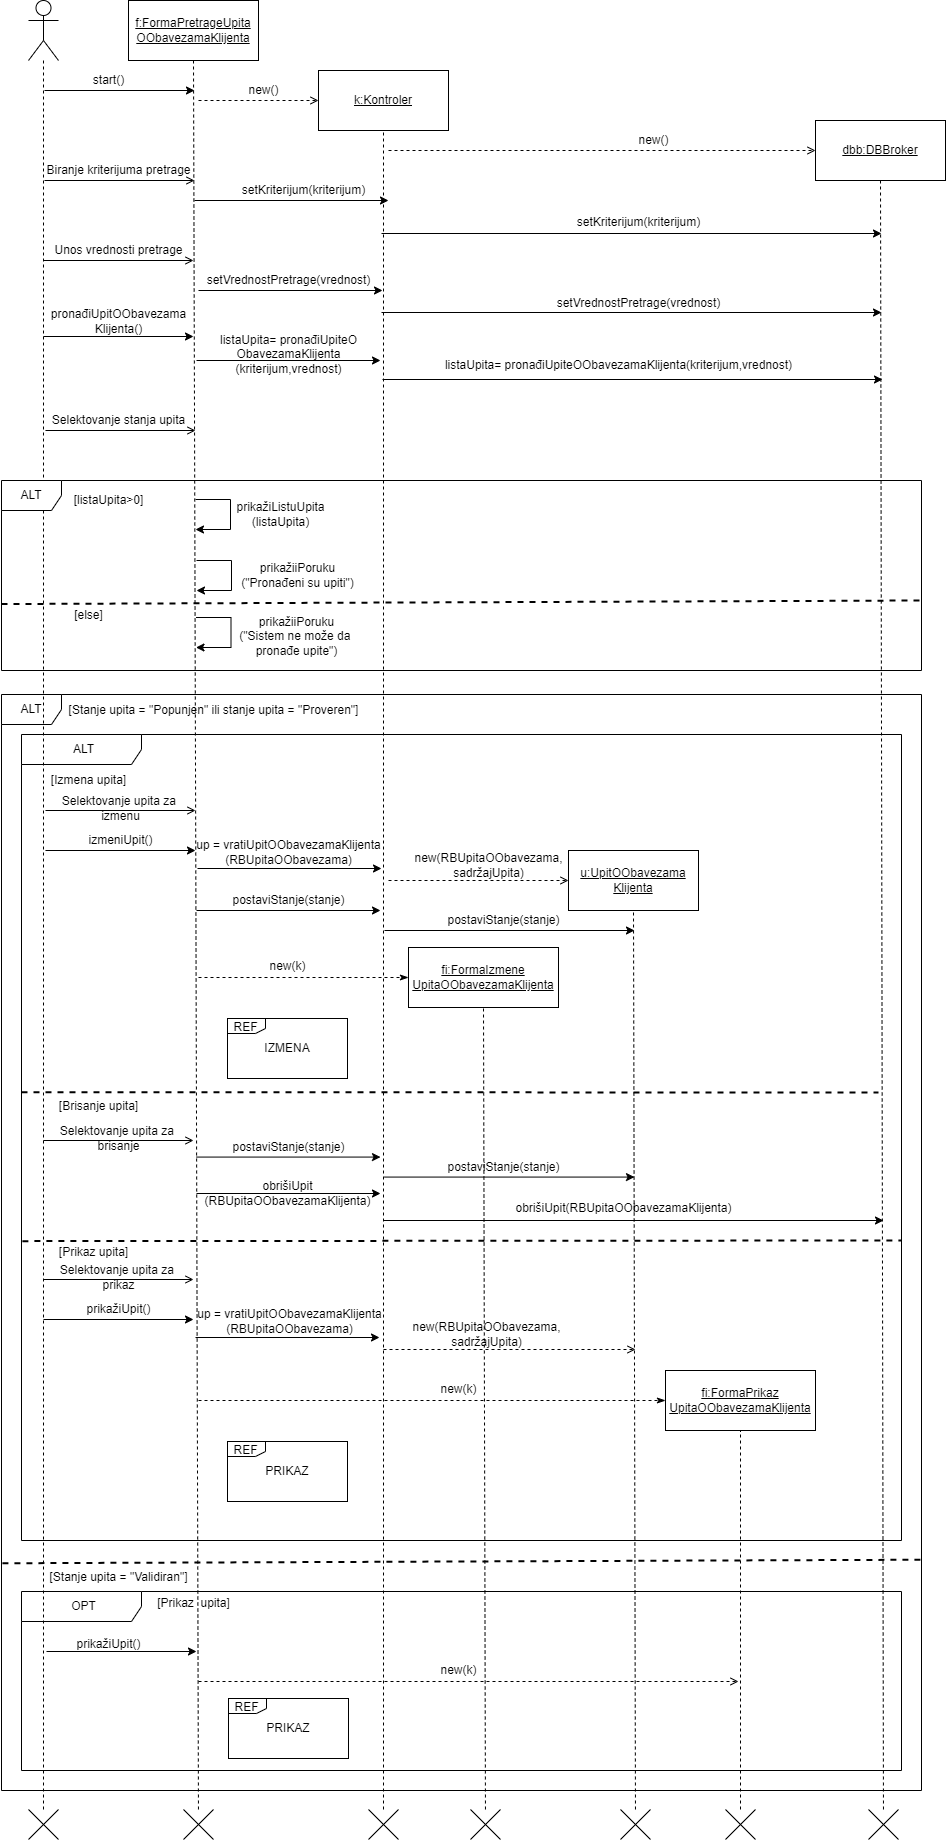 f:FormaPretrageUpita
OObavezamaKlijenta
start()
new()
k:Kontroler
new()
dbb:DBBroker
Biranje kriterijuma pretrage
setKriterijum(kriterijum)
setKriterijum(kriterijum)
Unos vrednosti pretrage
setVrednostPretrage(vrednost)
setVrednostPretrage(vrednost)
pronađiUpitOObavezama
Klijenta()
listaUpita= pronađiUpiteO
ObavezamaKlijenta
(kriterijum,vrednost)
listaUpita= pronađiUpiteOObavezamaKlijenta(kriterijum,vrednost)
Selektovanje stanja upita
ALT
[listaUpita>0]
prikažiListuUpita
(listaUpita)
prikažiiPoruku
("Pronađeni su upiti")
[else]
prikažiiPoruku
("Sistem ne može da
pronađe upite")
ALT
[Stanje upita = "Popunjen" ili stanje upita = "Proveren"]
ALT
[Izmena upita]
Selektovanje upita za
izmenu
izmeniUpit()
up = vratiUpitOObavezamaKlijenta
(RBUpitaOObavezama)
new(RBUpitaOObavezama,
sadržajUpita)
u:UpitOObavezama
Klijenta
postaviStanje(stanje)
postaviStanje(stanje)
new(k)
fi:FormaIzmene
UpitaOObavezamaKlijenta
REF
IZMENA
[Brisanje upita]
Selektovanje upita za
brisanje
postaviStanje(stanje)
postaviStanje(stanje)
obrišiUpit
(RBUpitaOObavezamaKlijenta)
obrišiUpit(RBUpitaOObavezamaKlijenta)
[Prikaz upita]
Selektovanje upita za
prikaz
prikažiUpit()
up = vratiUpitOObavezamaKlijenta
(RBUpitaOObavezama)
new(RBUpitaOObavezama,
sadržajUpita)
new(k)
fi:FormaPrikaz
UpitaOObavezamaKlijenta
REF
PRIKAZ
[Stanje upita = "Validiran"]
OPT
[Prikaz upita]
prikažiUpit()
new(k)
REF
PRIKAZ